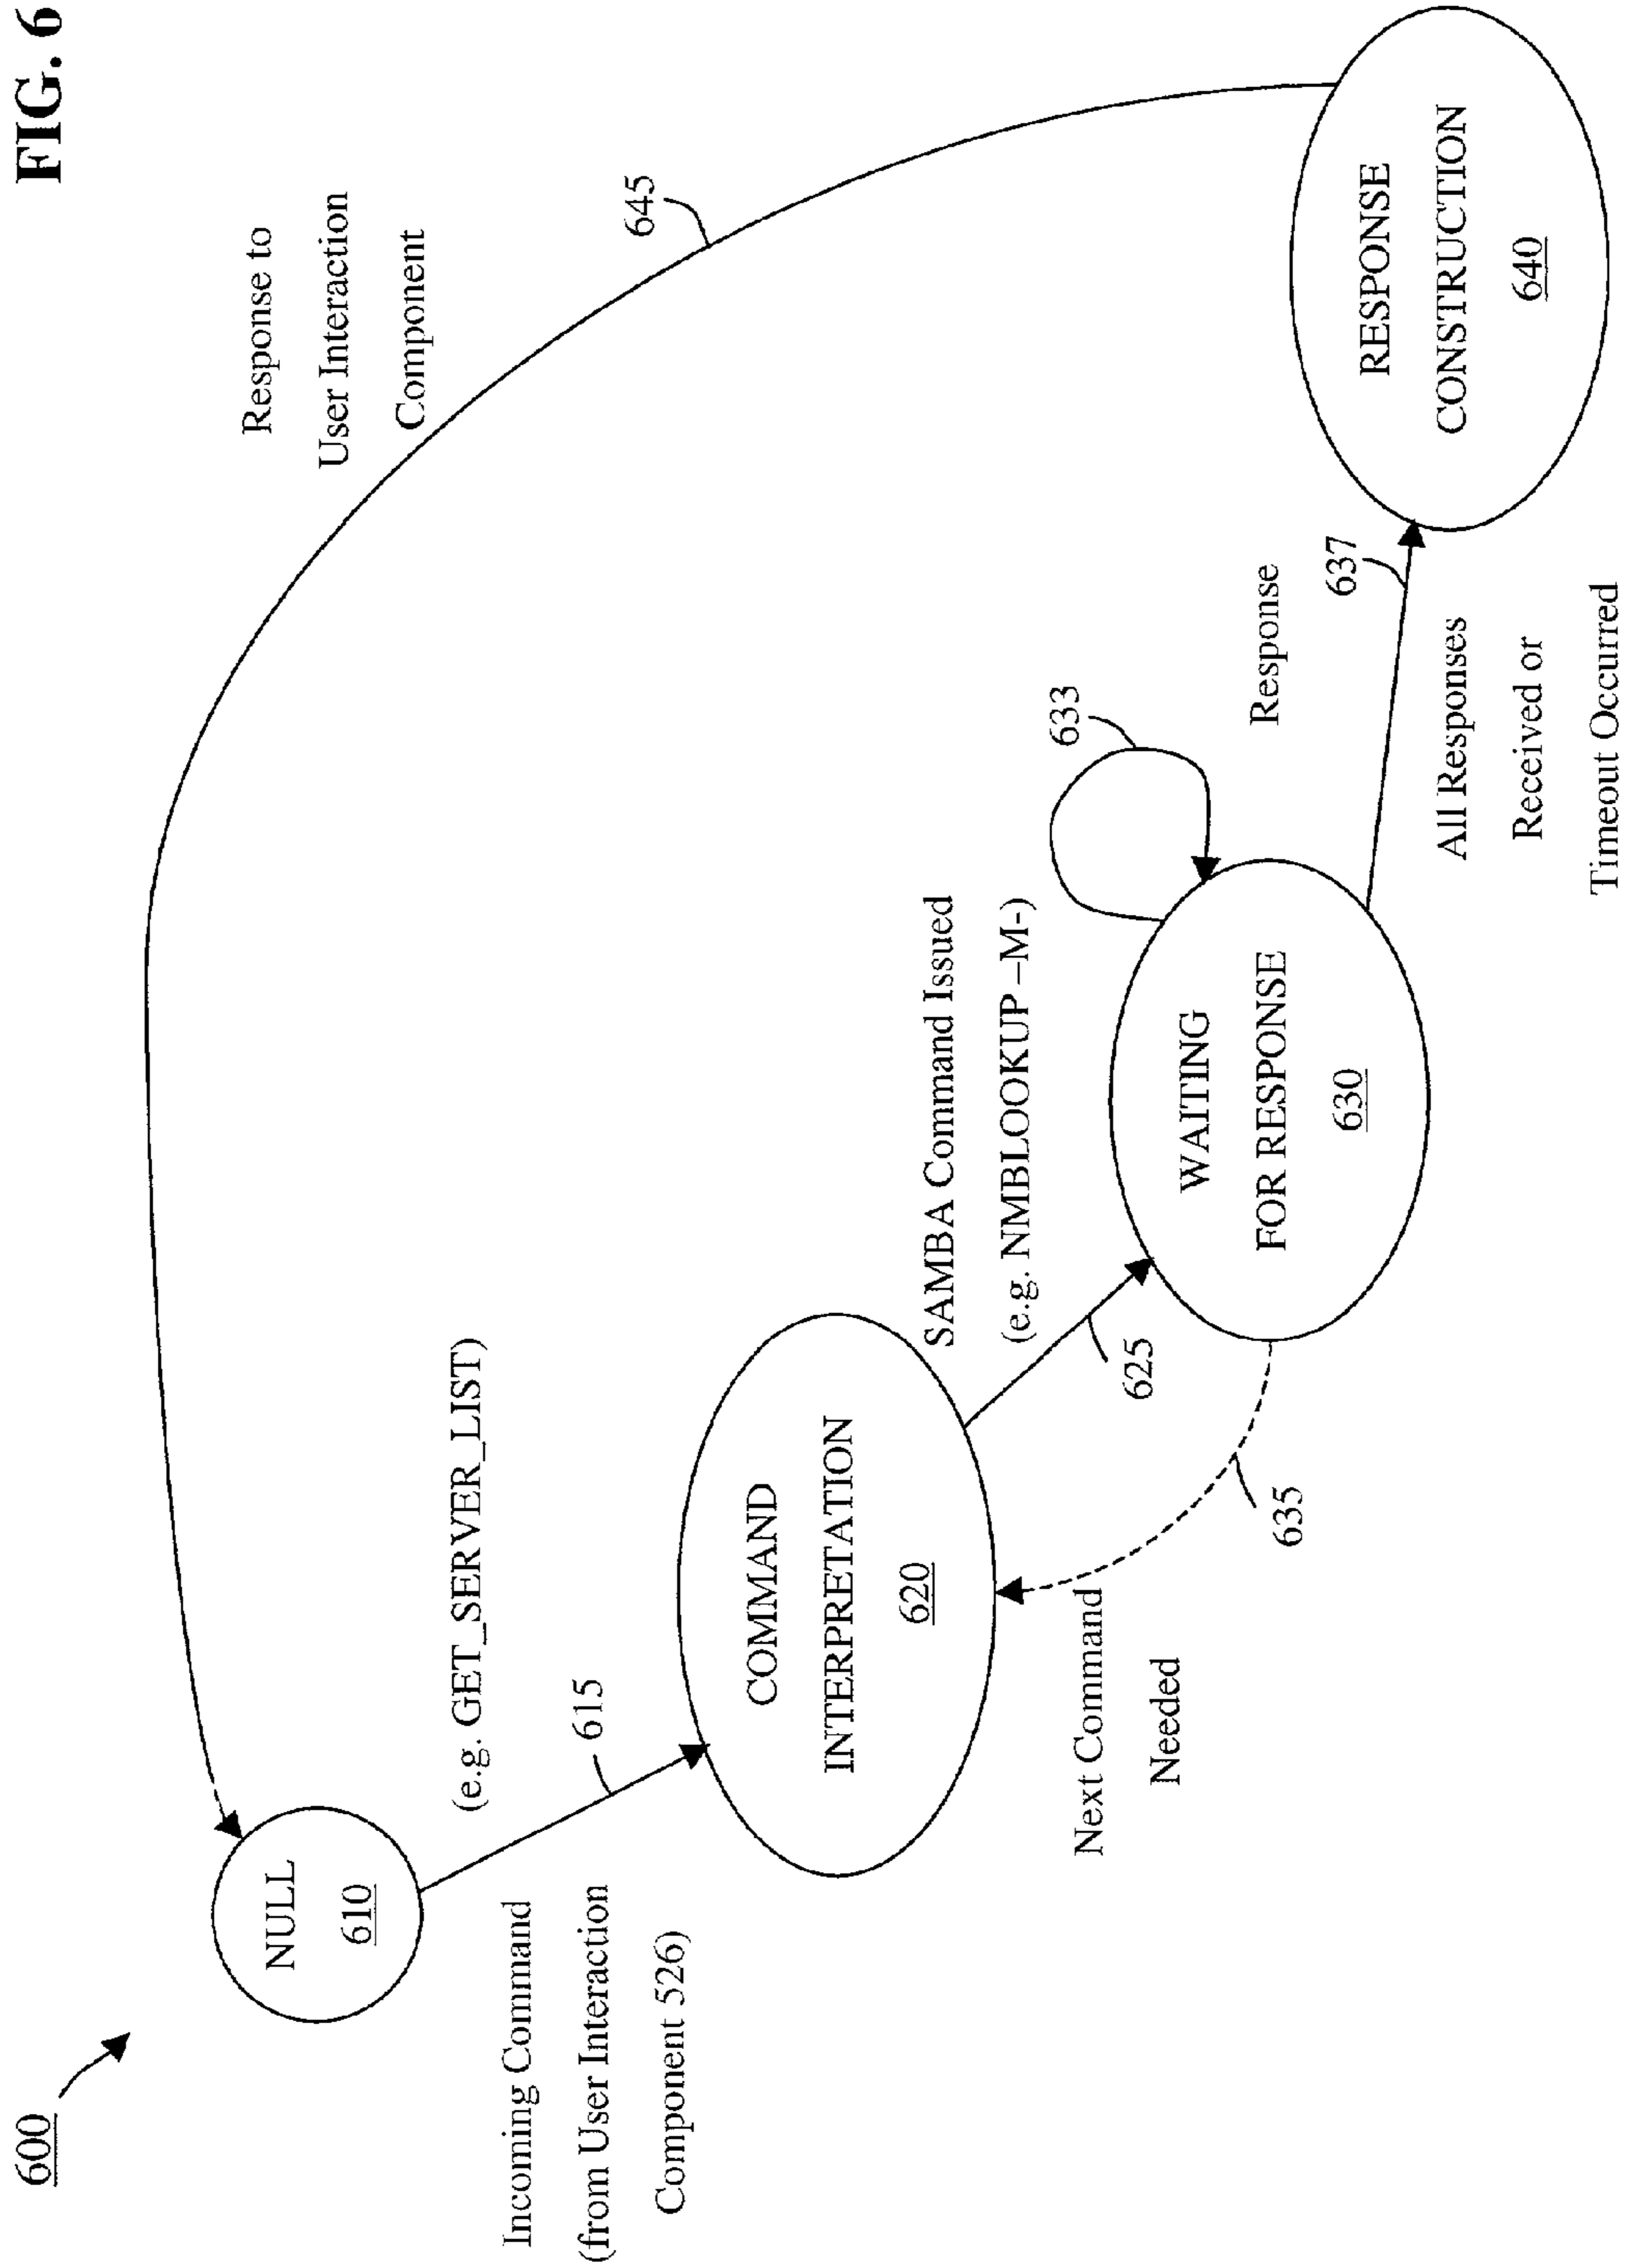 FIG. 6
600
NULL
610
Incoming Command
(from User Interaction
Component 526)
(e.g. GET_SERVER_LIST)
615
COMMAND
INTERPRETATION
620
SAMBA Command Issued
(e.g. NMBLOOKUP –M-)
625
Next Command
Needed
635
WAITING
FOR RESPONSE
630
633
Response
637
All Responses
Received or
Timeout Occurred
RESPONSE
CONSTRUCTION
640
645
Response to
User Interaction
Component